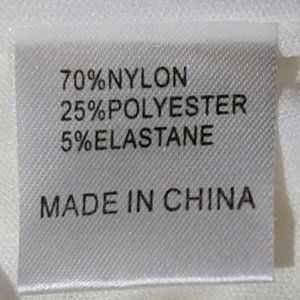 70%NYLON
25%POLYESTER
5%ELASTANE
MADE IN CHINA